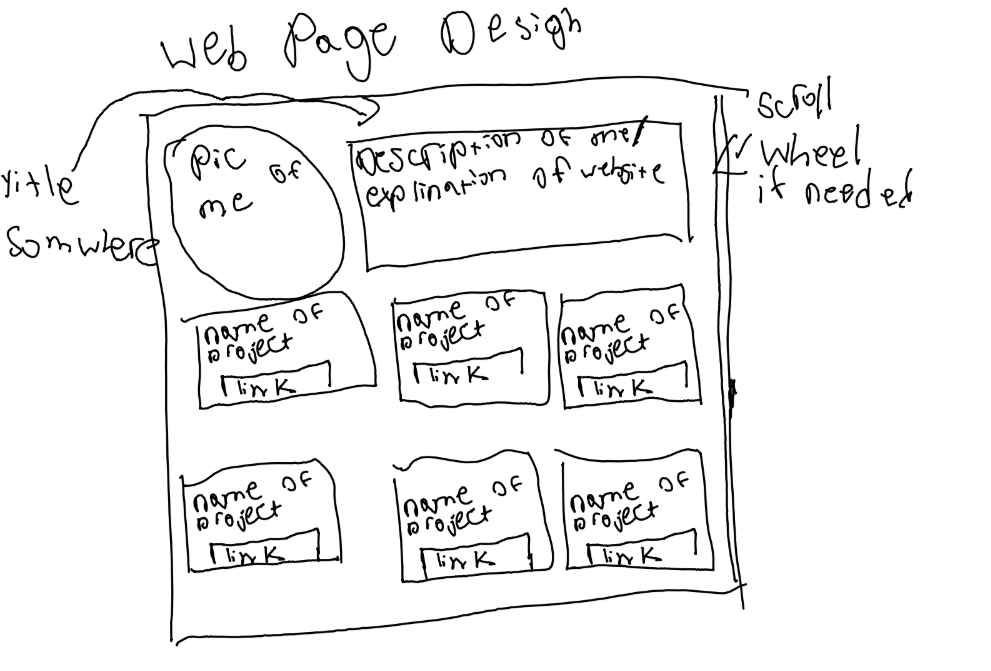 Web Page Design
Title
Somwhere
scroll
wheel
if needed
pic of
me
Description of me/
explination of website
name of
project
link
name of
project
link
name of
project
link
name of
project
link
name of
project
link
name of
project
link